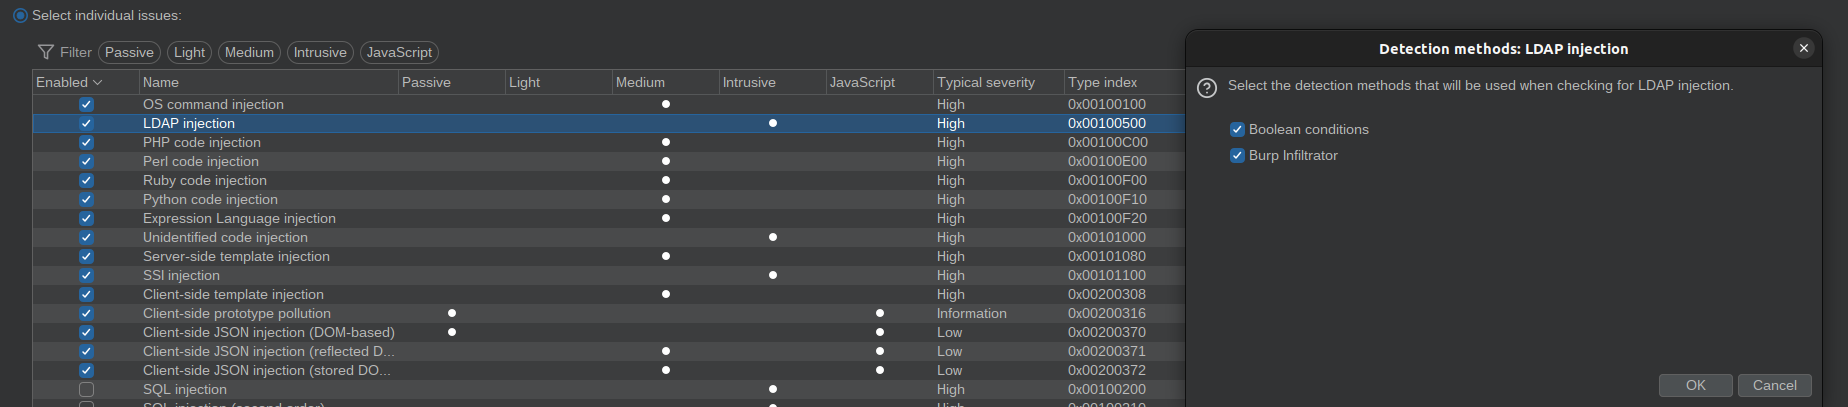 Select individual issues:
Filter Passive Light Medium Intrusive JavaScript
Enabled Name Passive Light Medium Intrusive JavaScript Typical severity Type index
OS command injection High 0x00100100
LDAP injection High 0x00100500
PHP code injection High 0x00100C00
Perl code injection High 0x00100E00
Ruby code injection High 0x00100F00
Python code injection High 0x00100F10
Expression Language injection High 0x00100F20
Unidentified code injection High 0x00101000
Server-side template injection High 0x00101080
SSI injection High 0x00101100
Client-side template injection High 0x00200308
Client-side prototype pollution Information 0x00200316
Client-side JSON injection (DOM-based) Low 0x00200370
Client-side JSON injection (reflected D... Low 0x00200371
Client-side JSON injection (stored DO... Low 0x00200372
SQL injection High 0x00100200
SQL injection (second order) High 0x00100210
Detection methods: LDAP injection
Select the detection methods that will be used when checking for LDAP injection.
Boolean conditions
Burp Infiltrator
OK Cancel